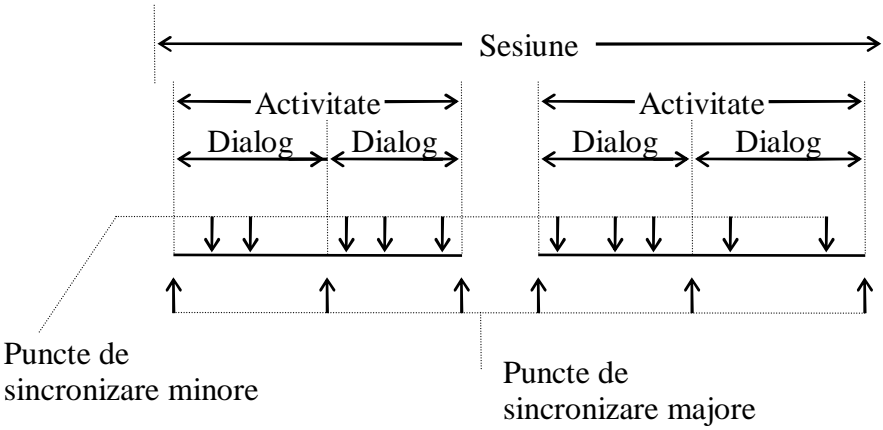 Sesiune
Activitate
Activitate
Dialog
Dialog
Dialog
Dialog
Puncte de
sincronizare minore
Puncte de
sincronizare majore